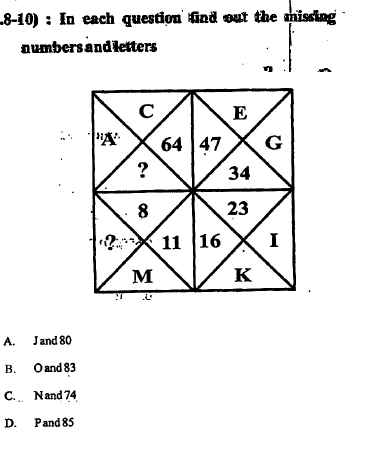 .8-10) : In each question find out the missing
numbers and letters
C E
A 64 47 G
? 34
8 23
? 11 16 I
M K
A. J and 80
B. O and 83
C. N and 74
D. P and 85